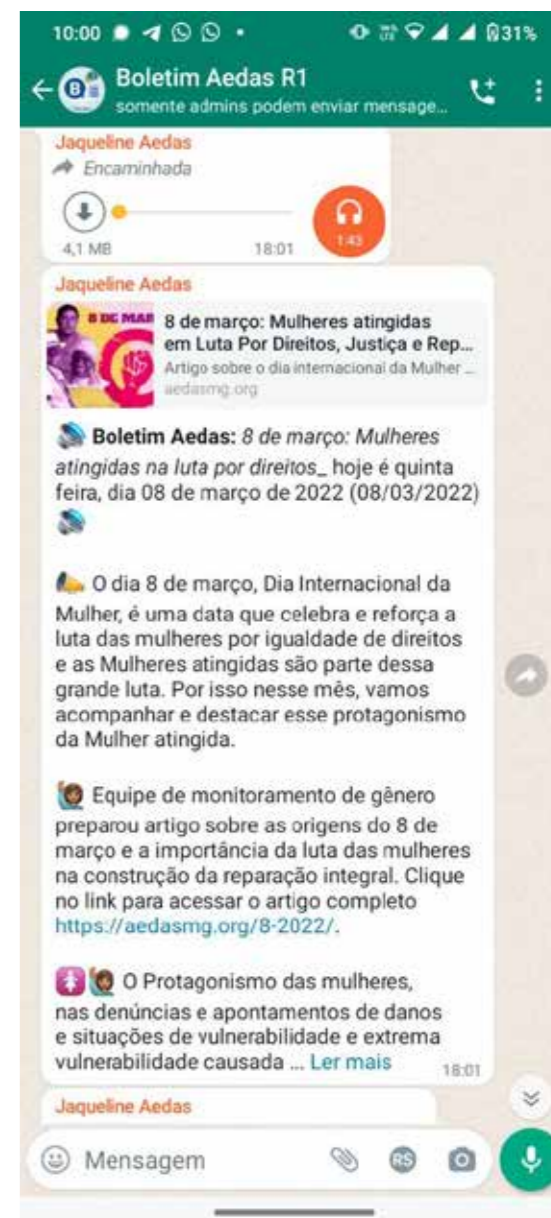 10:00
31%
Boletim Aedas R1
somente admins podem enviar mensage...
Jaqueline Aedas
Encaminhada
4,1 MB
18:01
1:43
Jaqueline Aedas
8 DE MAR
8 de março: Mulheres atingidas
em Luta Por Direitos, Justiça e Rep...
Artigo sobre o dia internacional da Mulher ...
aedasmg.org
Boletim Aedas: 8 de março: Mulheres
atingidas na luta por direitos_ hoje é quinta
feira, dia 08 de março de 2022 (08/03/2022)
O dia 8 de março, Dia Internacional da
Mulher, é uma data que celebra e reforça a
luta das mulheres por igualdade de direitos
e as Mulheres atingidas são parte dessa
grande luta. Por isso nesse mês, vamos
acompanhar e destacar esse protagonismo
da Mulher atingida.
Equipe de monitoramento de gênero
preparou artigo sobre as origens do 8 de
março e a importância da luta das mulheres
na construção da reparação integral. Clique
no link para acessar o artigo completo
https://aedasmg.org/8-2022/.
O Protagonismo das mulheres,
nas denúncias e apontamentos de danos
e situações de vulnerabilidade e extrema
vulnerabilidade causada ... Ler mais
18:01
Jaqueline Aedas
Mensagem
R$